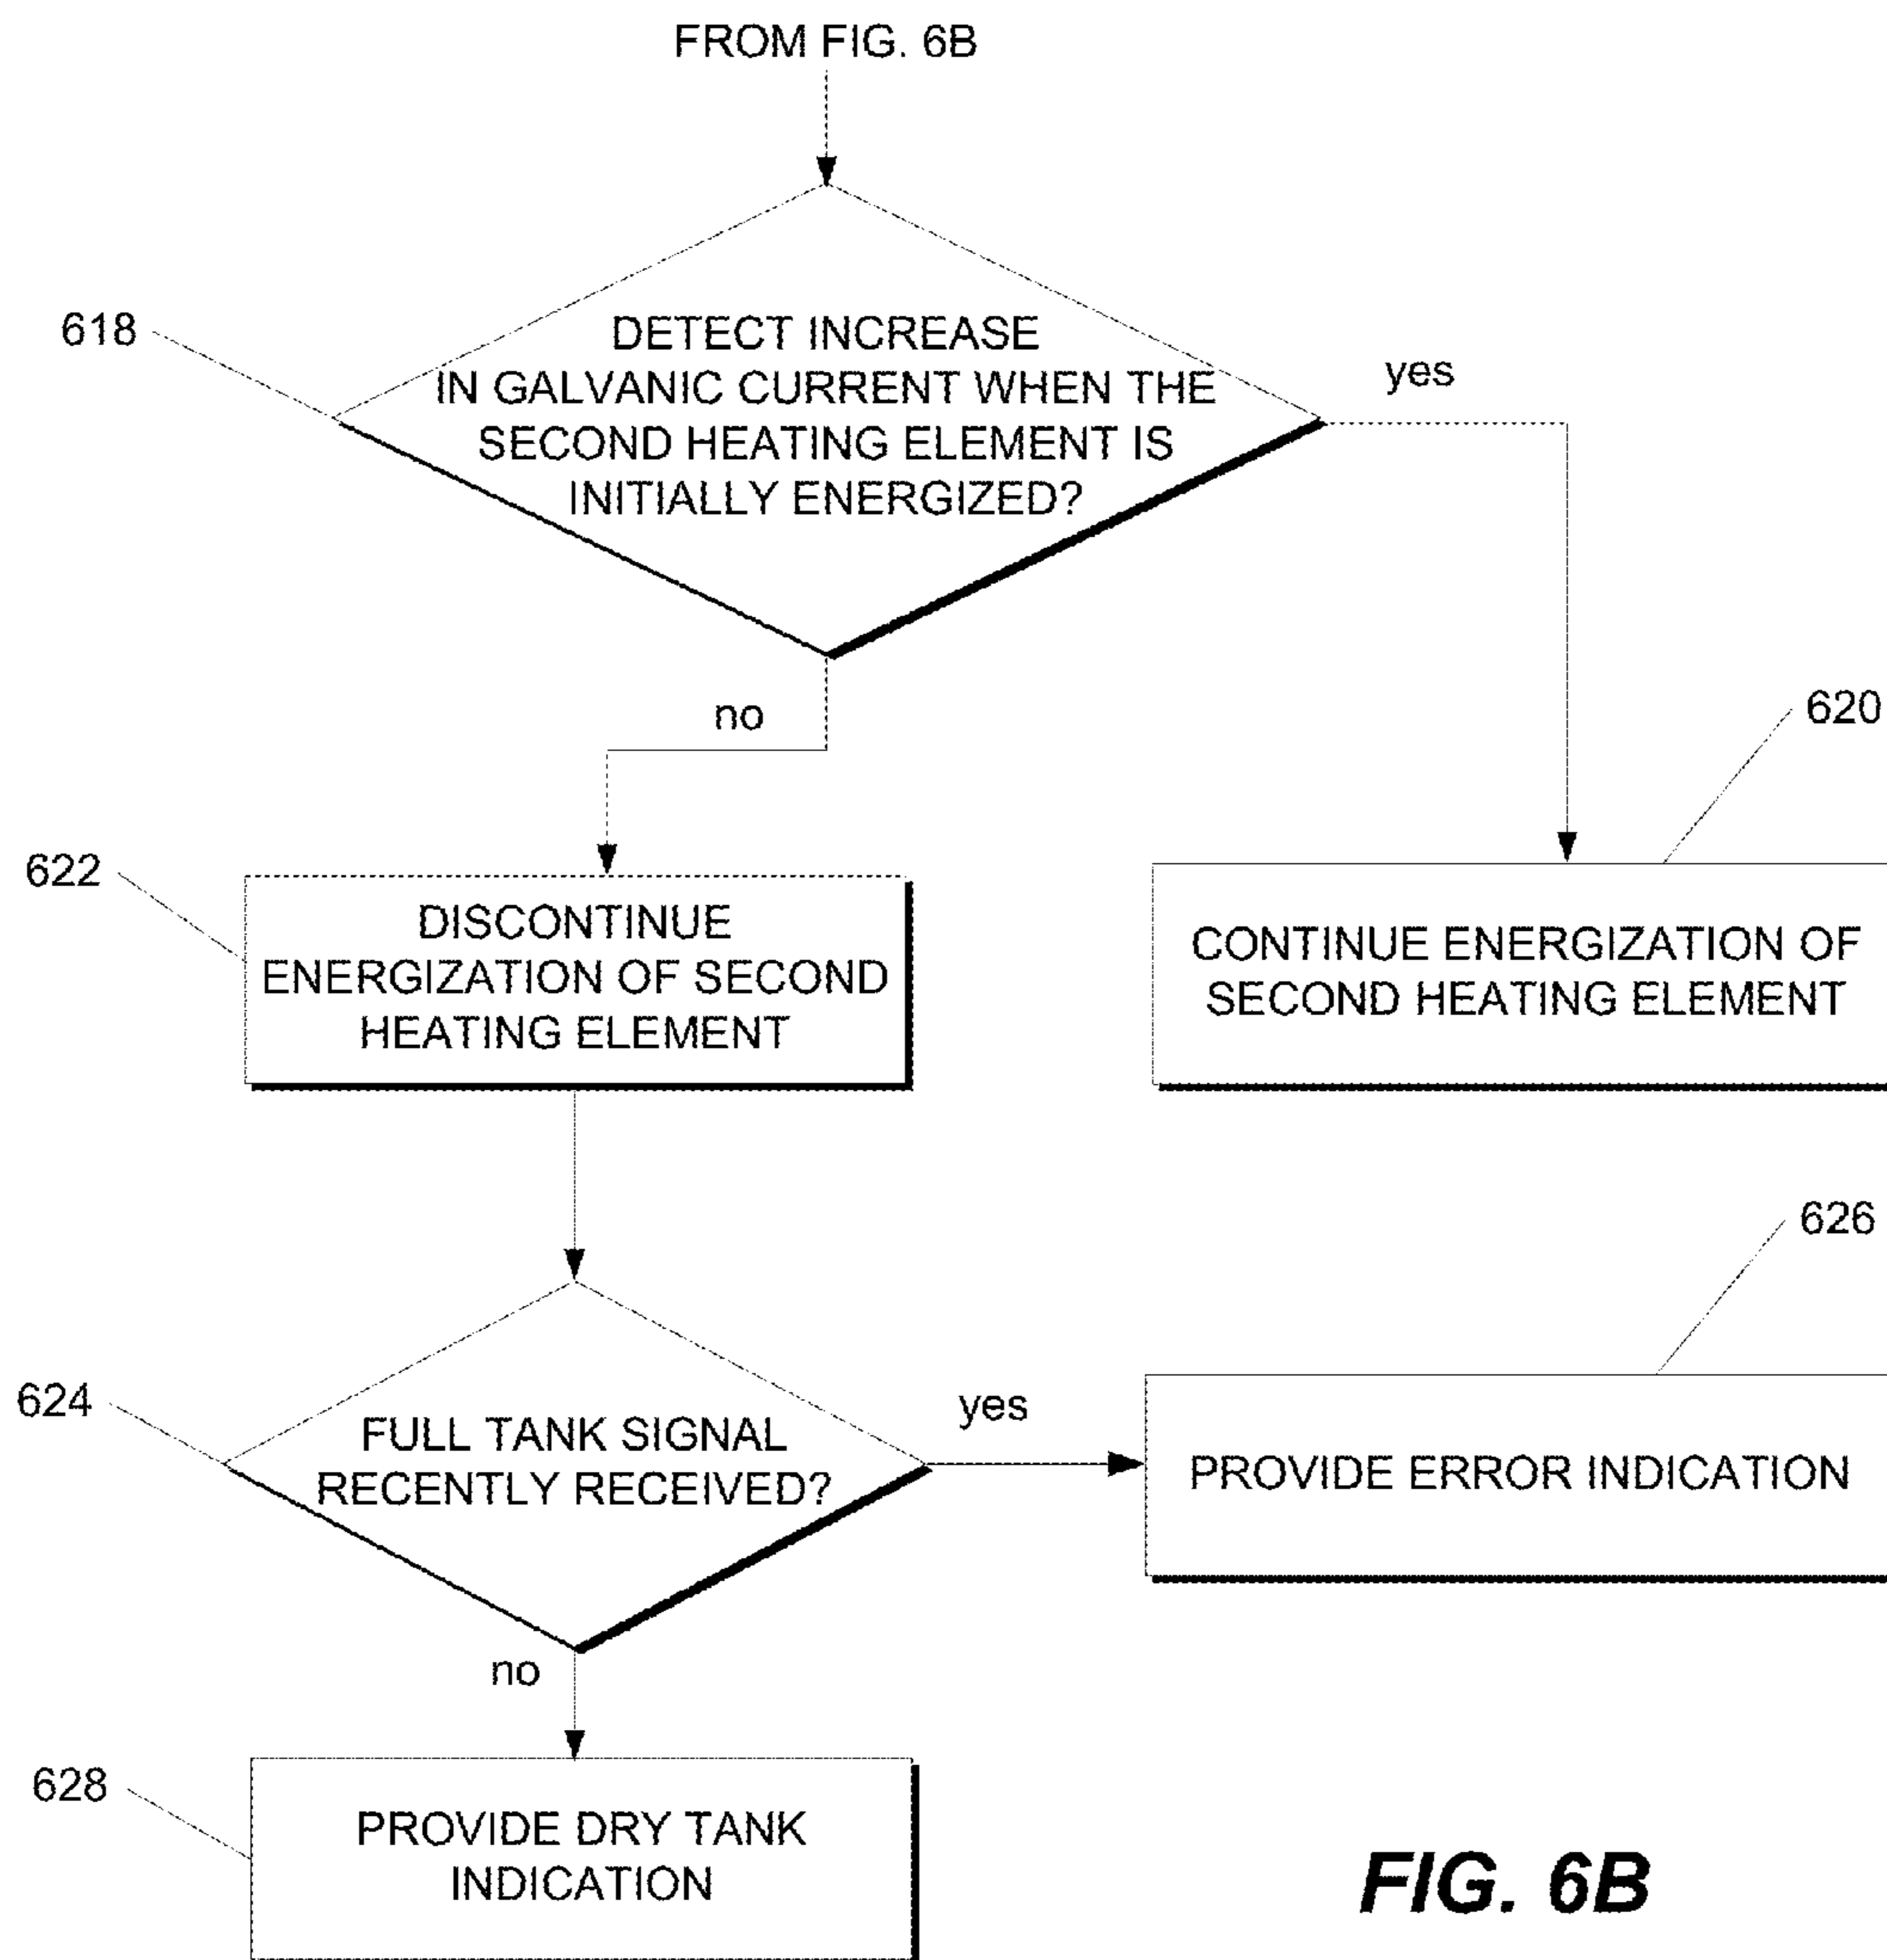 FROM FIG. 6B
618
DETECT INCREASE
IN GALVANIC CURRENT WHEN THE
SECOND HEATING ELEMENT IS
INITIALLY ENERGIZED?
yes
no
620
622
DISCONTINUE
ENERGIZATION OF SECOND
HEATING ELEMENT
CONTINUE ENERGIZATION OF
SECOND HEATING ELEMENT
626
624
FULL TANK SIGNAL
RECENTLY RECEIVED?
yes
PROVIDE ERROR INDICATION
no
628
PROVIDE DRY TANK
INDICATION
FIG. 6B